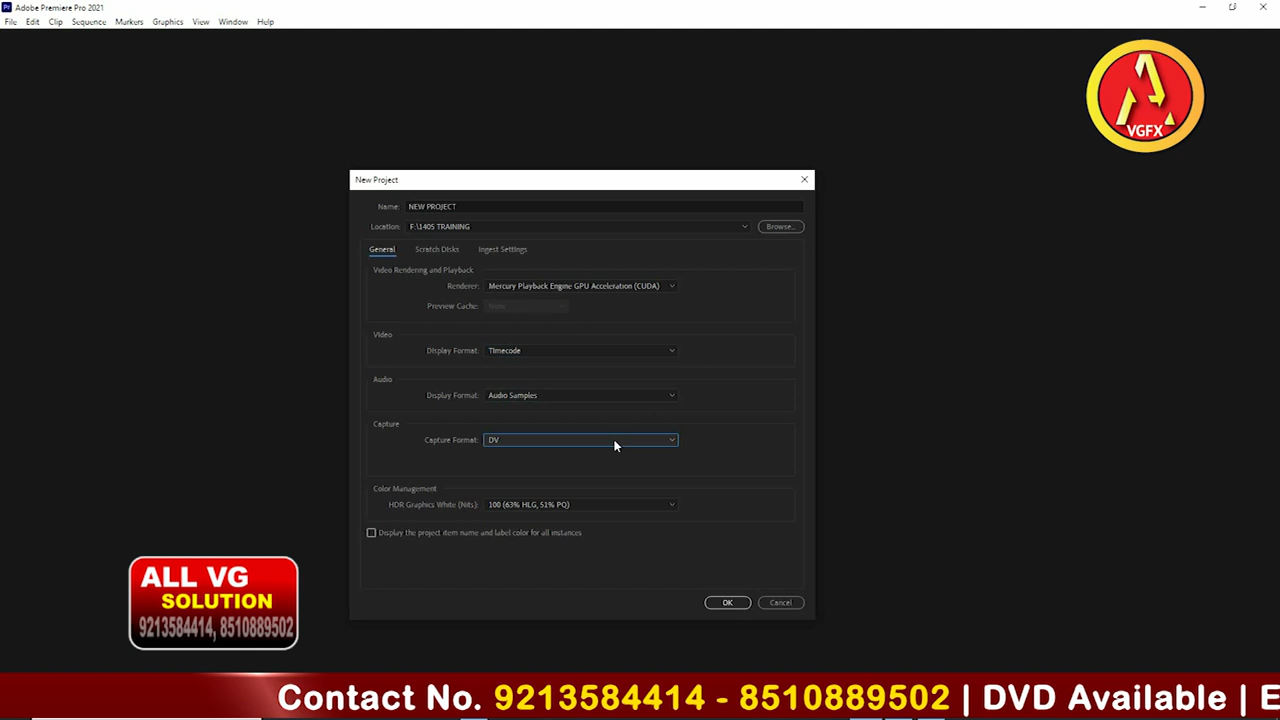 Adobe Premiere Pro 2021
File Edit Clip Sequence Markers Graphics View Window Help
VGFX
New Project
Name: NEW PROJECT
Location: F:\1405 TRAINING
Browse...
General Scratch Disks Ingest Settings
Video Rendering and Playback
Renderer: Mercury Playback Engine GPU Acceleration (CUDA)
Preview Cache: None
Video
Display Format: Timecode
Audio
Display Format: Audio Samples
Capture
Capture Format: DV
Color Management
HDR Graphics White (Nits): 100 (63% HLG, 51% PQ)
Display the project item name and label color for all instances
OK Cancel
ALL VG
SOLUTION
9213584414, 8510889502
Contact No. 9213584414 - 8510889502 | DVD Available | E